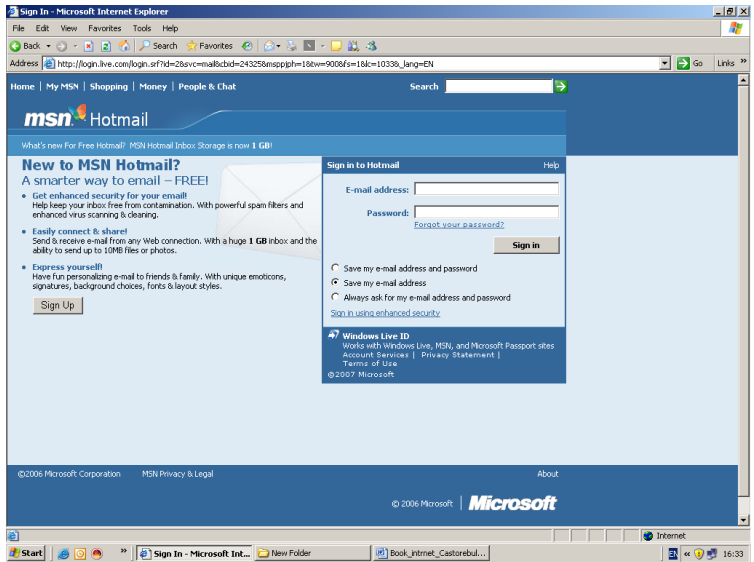 Sign In - Microsoft Internet Explorer
File Edit View Favorites Tools Help
Back Search Favorites
Address http://login.live.com/login.srf?id=2&svc=mail&cbid=24325&msppjph=1&tw=900&fs=1&lc=1033&_lang=EN Go Links »
Home | My MSN | Shopping | Money | People & Chat Search
msn Hotmail
What's new For Free Hotmail? MSN Hotmail Inbox Storage is now 1 GB!
New to MSN Hotmail?
A smarter way to email – FREE!
• Get enhanced security for your email!
Help keep your inbox free from contamination. With powerful spam filters and
enhanced virus scanning & cleaning.
• Easily connect & share!
Send & receive e-mail from any Web connection. With a huge 1 GB inbox and the
ability to send up to 10MB files or photos.
• Express yourself!
Have fun personalizing e-mail to friends & family. With unique emoticons,
signatures, background choices, fonts & layout styles.
Sign Up
Sign in to Hotmail Help
E-mail address:
Password:
Forgot your password?
Sign in
Save my e-mail address and password
Save my e-mail address
Always ask for my e-mail address and password
Sign in using enhanced security
Windows Live ID
Works with Windows Live, MSN, and Microsoft Passport sites
Account Services | Privacy Statement |
Terms of Use
©2007 Microsoft
©2006 Microsoft Corporation MSN Privacy & Legal About
© 2006 Microsoft | Microsoft
Internet
Start » Sign In - Microsoft Int... New Folder Book_intrnet_Castorebul... EN « 16:33